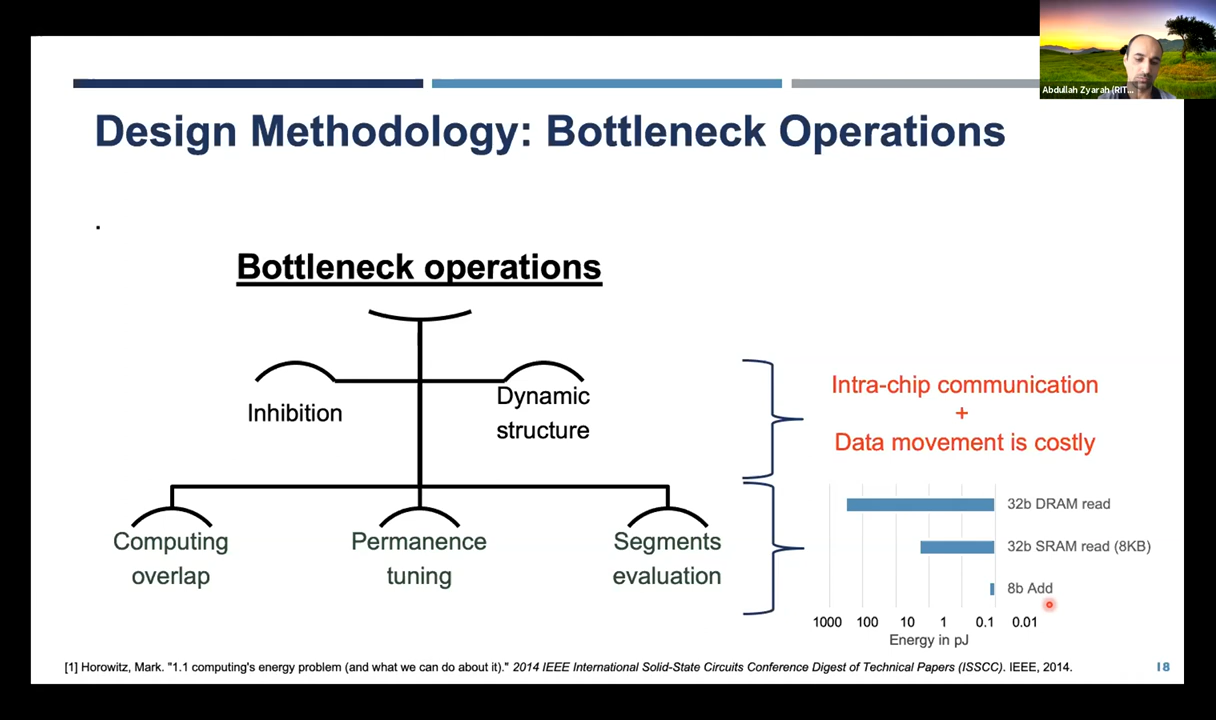 Abdullah Zyarah (RIT...
Design Methodology: Bottleneck Operations
.
Bottleneck operations
Inhibition
Dynamic
structure
Computing
overlap
Permanence
tuning
Segments
evaluation
Intra-chip communication
+
Data movement is costly
32b DRAM read
32b SRAM read (8KB)
8b Add
1000 100 10 1 0.1 0.01
Energy in pJ
[1] Horowitz, Mark. "1.1 computing's energy problem (and what we can do about it)." 2014 IEEE International Solid-State Circuits Conference Digest of Technical Papers (ISSCC). IEEE, 2014.
18